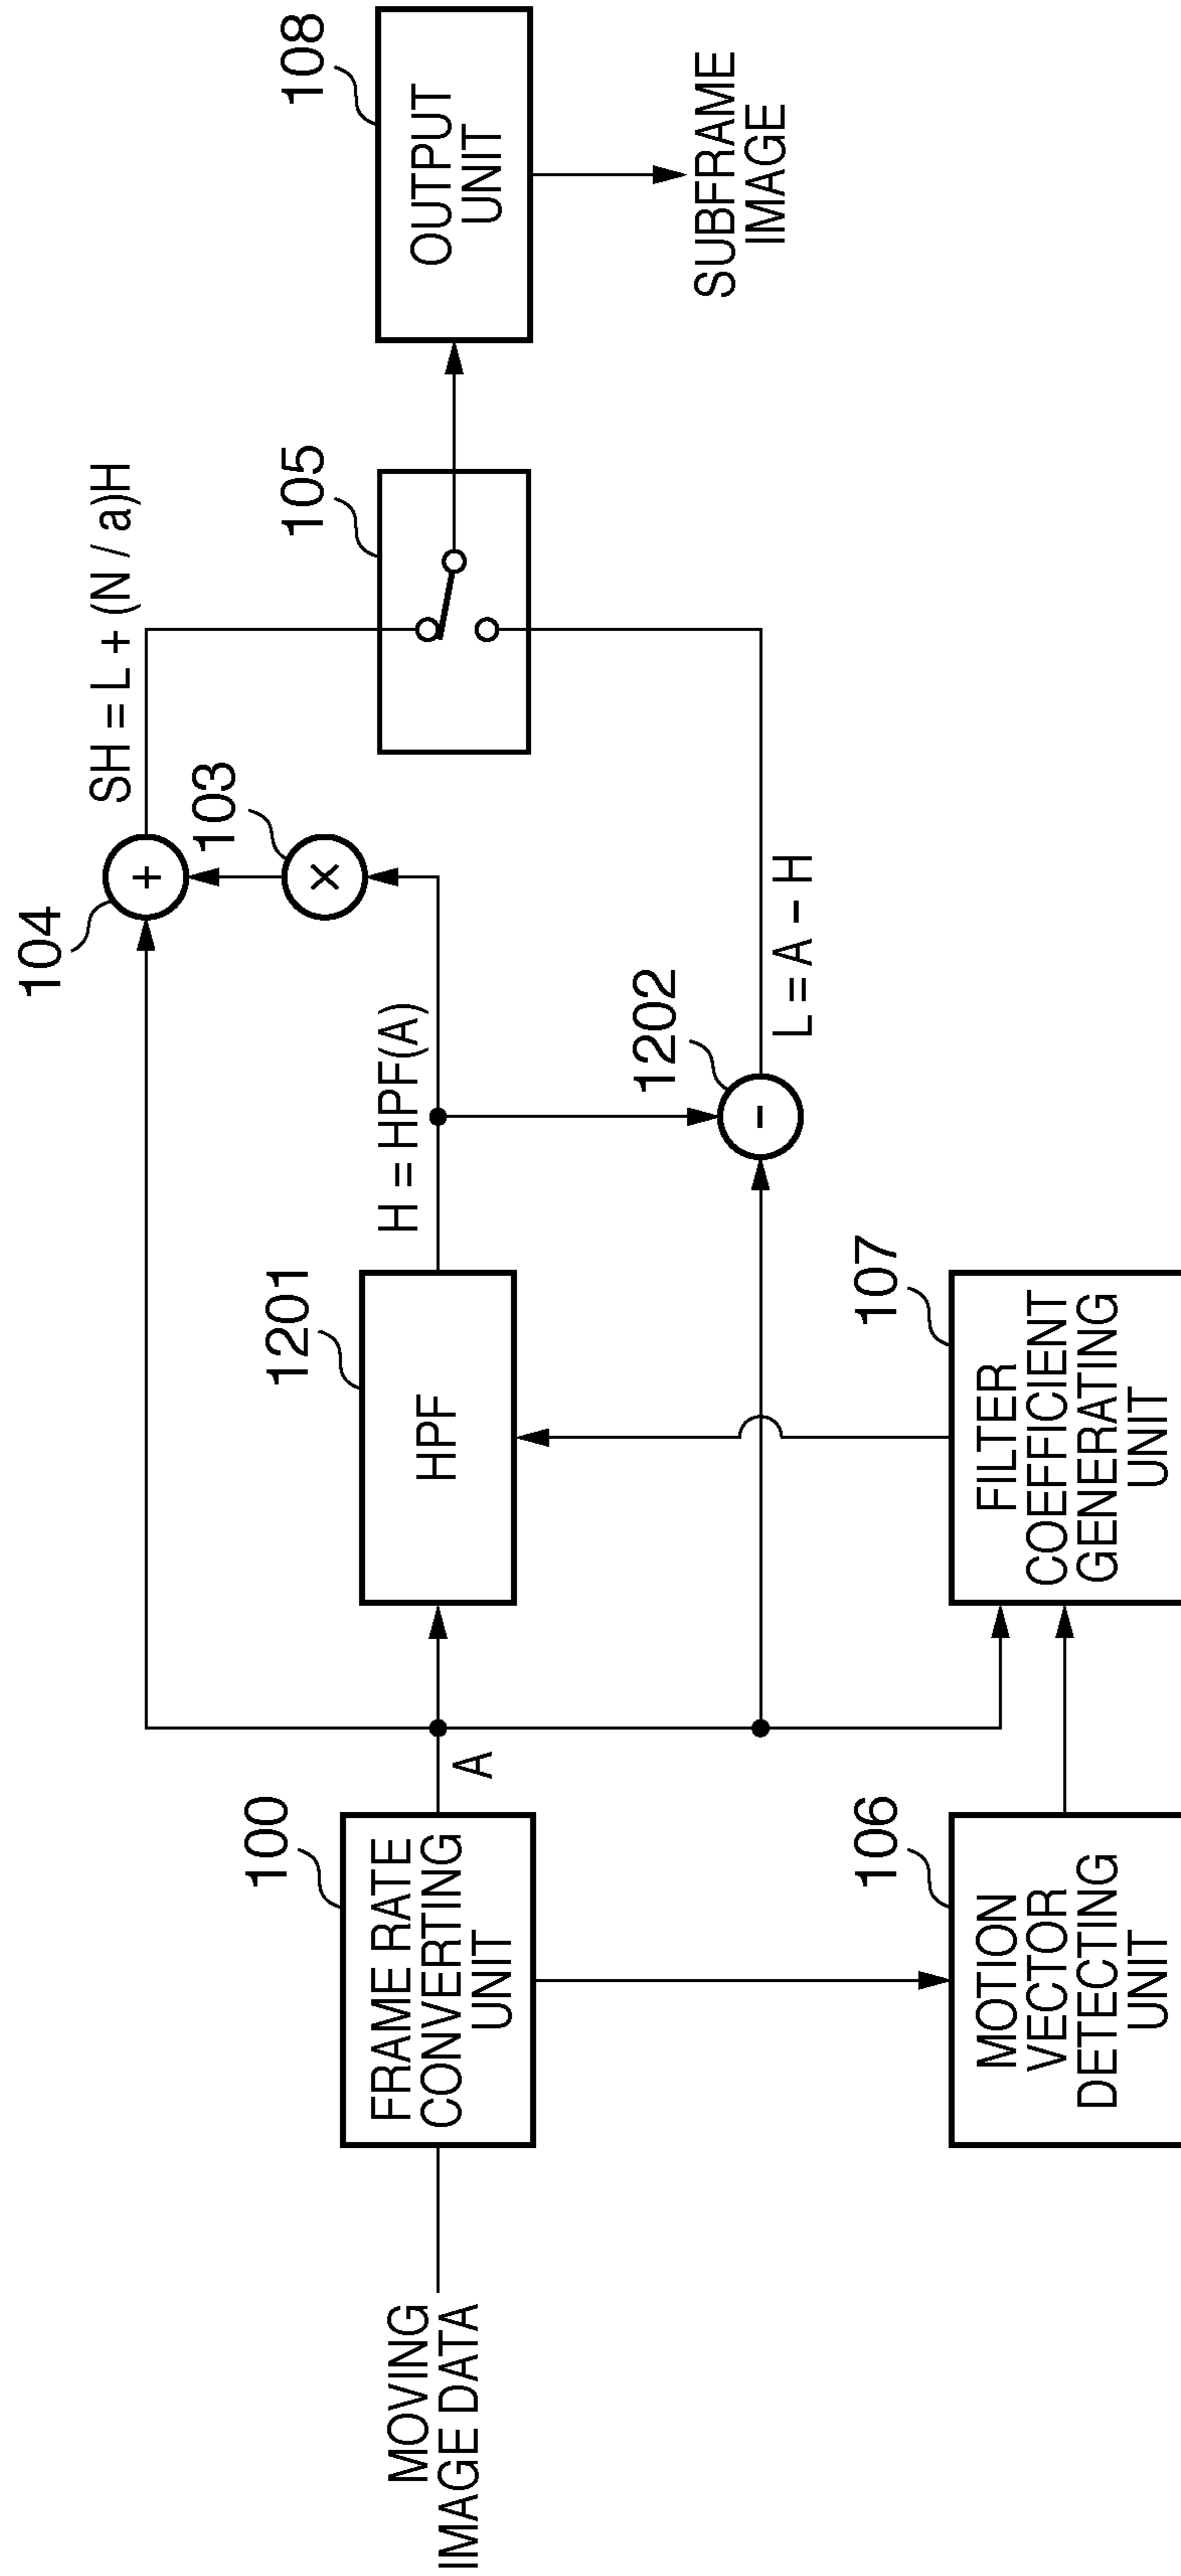 MOVING
IMAGE DATA
100
FRAME RATE
CONVERTING
UNIT
A
106
MOTION
VECTOR
DETECTING
UNIT
1201
HPF
H = HPF(A)
107
FILTER
COEFFICIENT
GENERATING
UNIT
1202
-
L = A - H
104
+
103
×
SH = L + (N / a)H
105
108
OUTPUT
UNIT
SUBFRAME
IMAGE